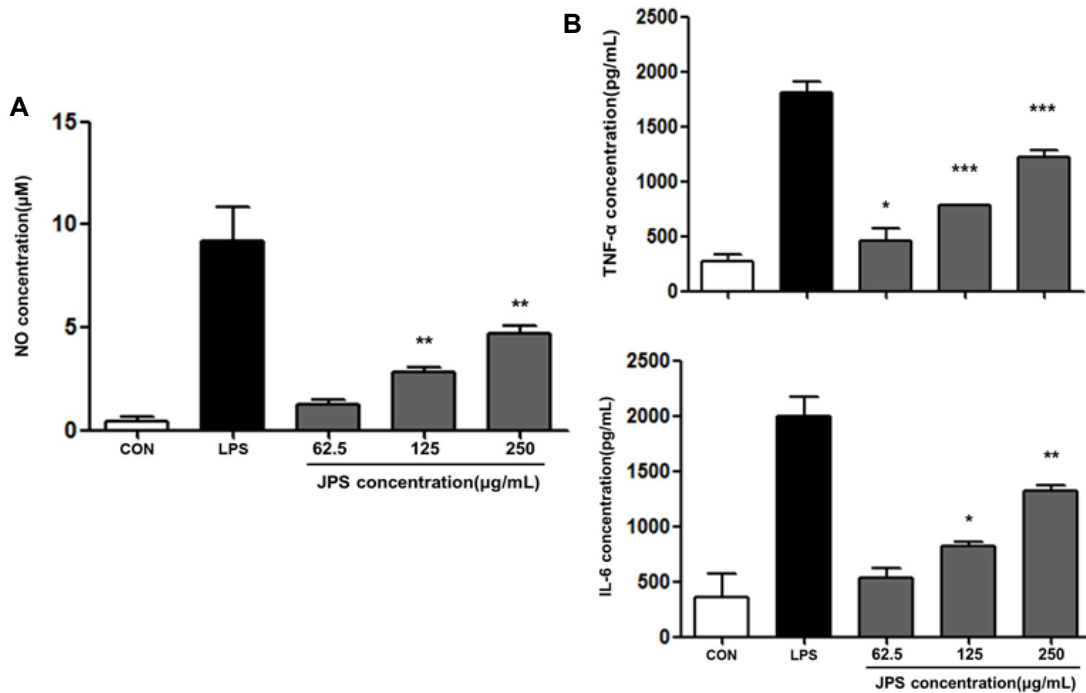 A
NO concentration(μM)
15
10
5
0
**
**
CON LPS 62.5 125 250
JPS concentration(μg/mL)
B
TNF-α concentration(pg/mL)
2500
2000
1500
1000
500
0
*
***
***
IL-6 concentration(pg/mL)
2500
2000
1500
1000
500
0
*
**
CON LPS 62.5 125 250
JPS concentration(μg/mL)